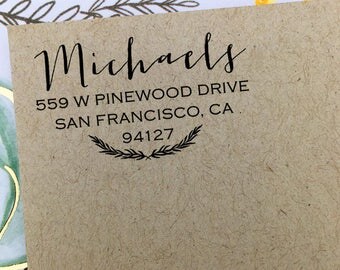 Michaels
559 W PINEWOOD DRIVE
SAN FRANCISCO, CA
94127